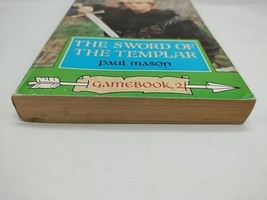 THE SWORD OF
THE TEMPLAR
paul mason
GAMEBOOK 2